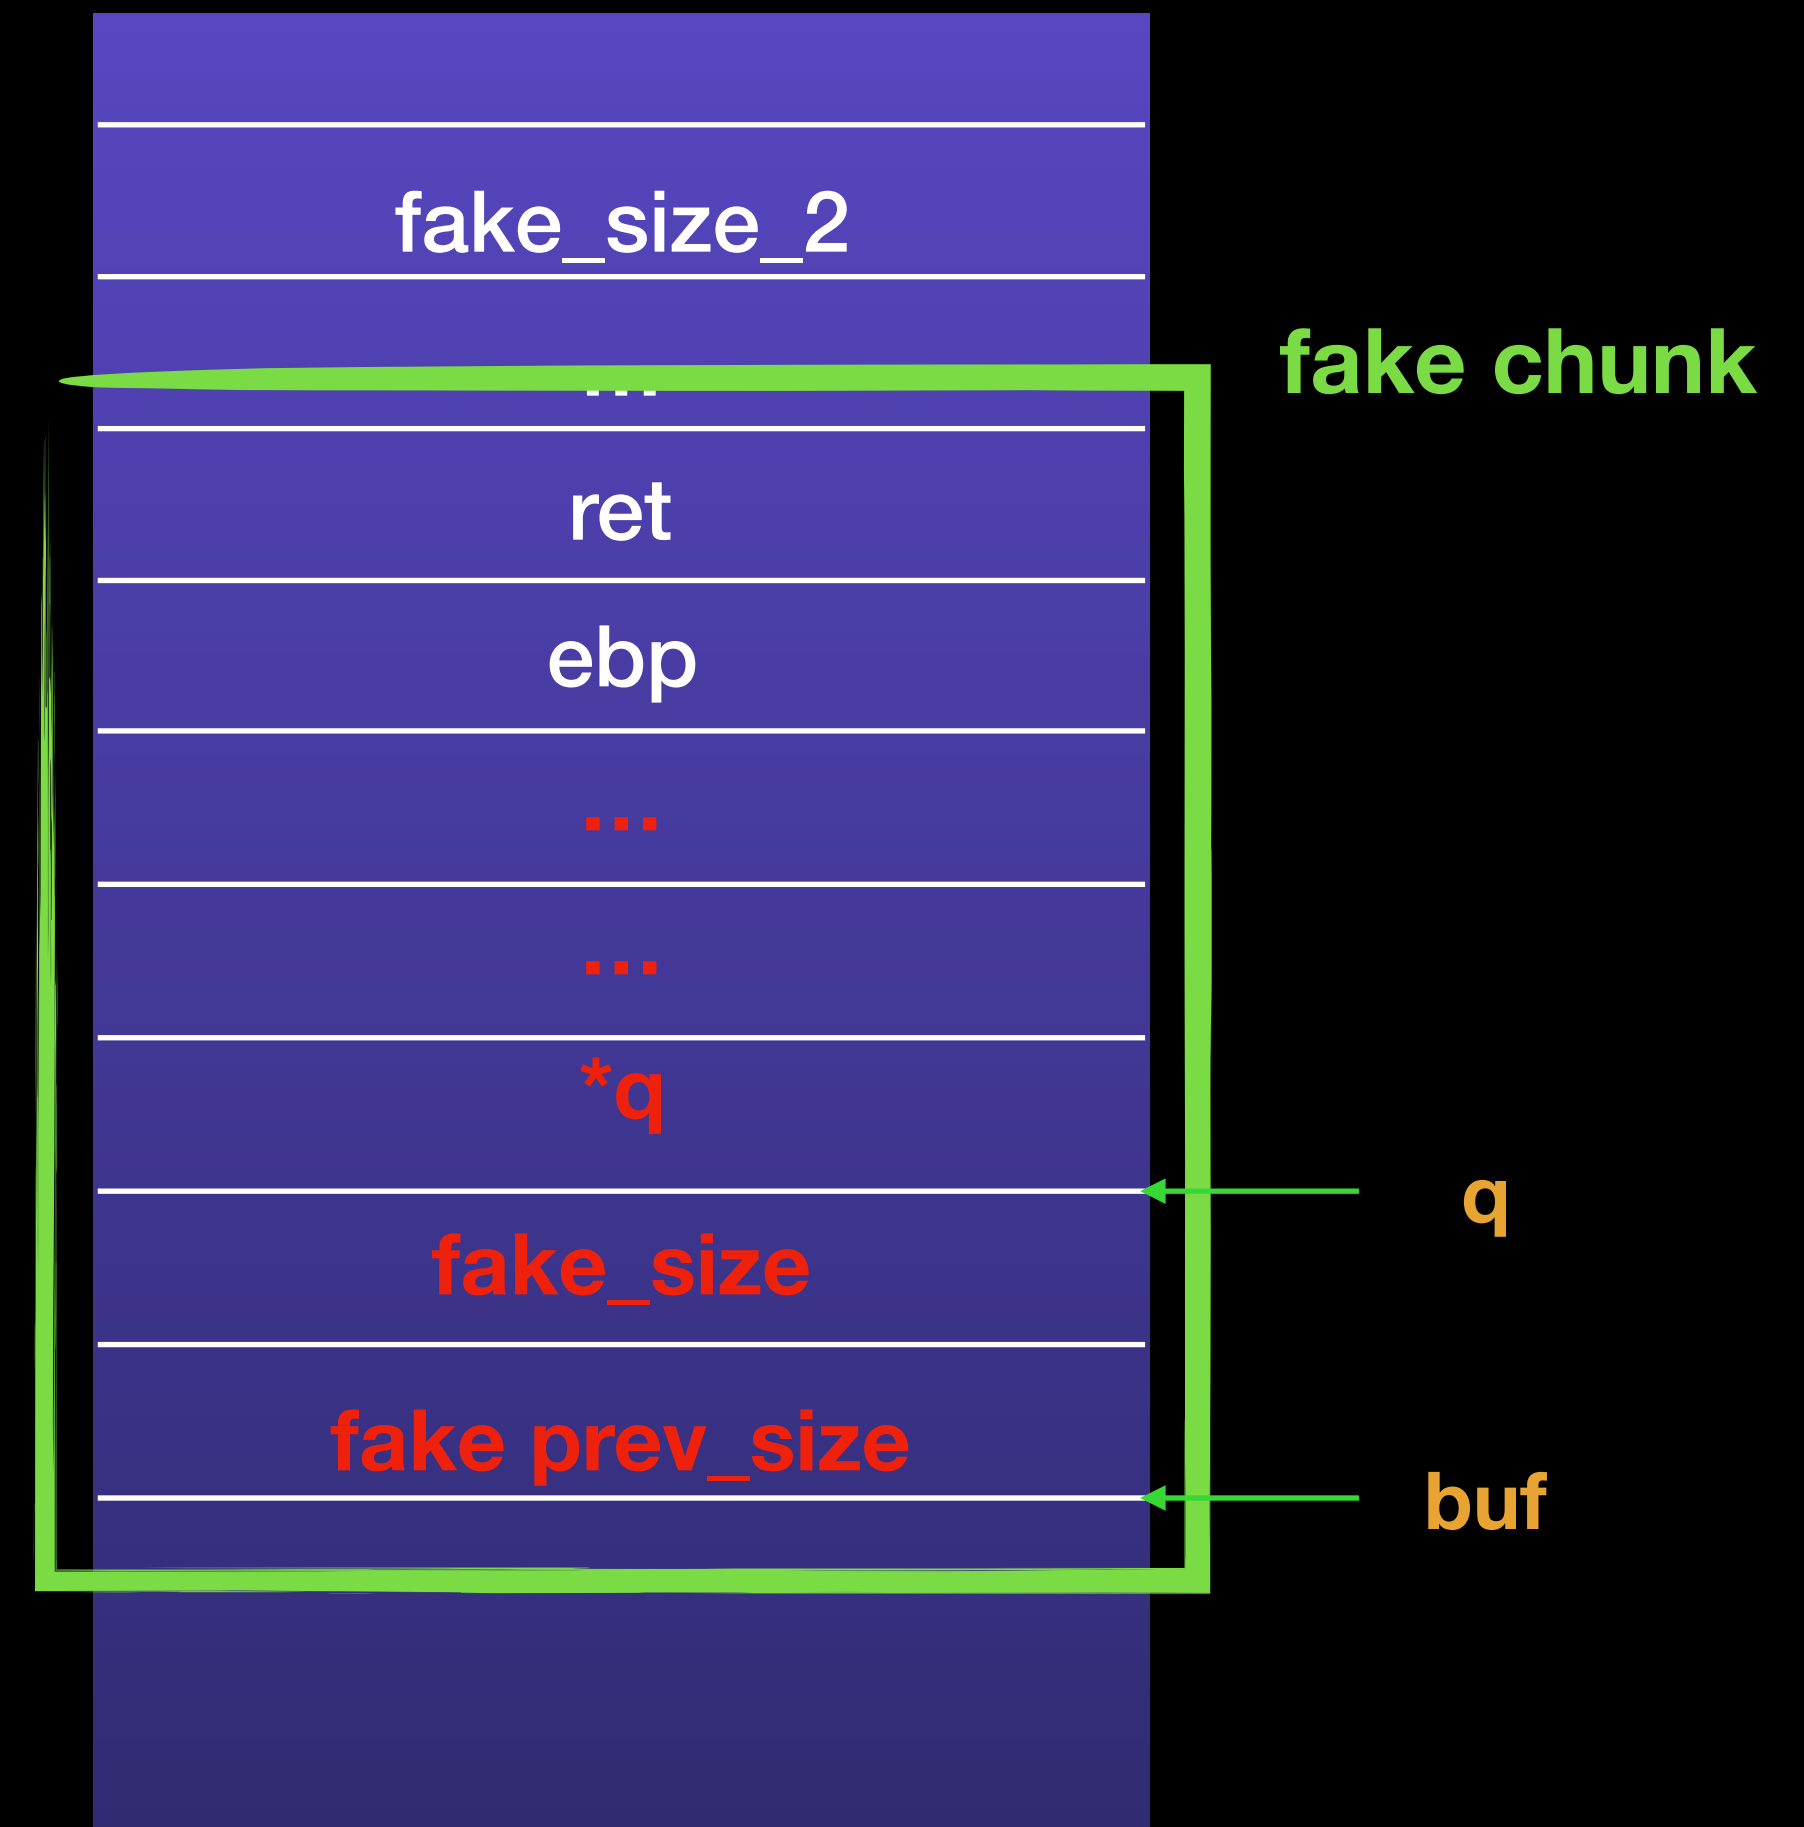 fake_size_2
fake chunk
...
ret
ebp
...
...
*q
q
fake_size
fake prev_size
buf